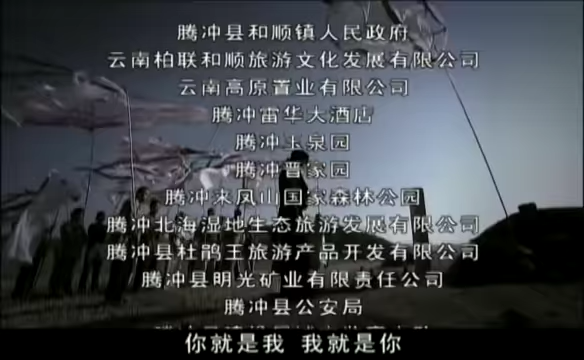 腾冲县和顺镇人民政府
云南柏联和顺旅游文化发展有限公司
云南高原置业有限公司
腾冲雷华大酒店
腾冲玉泉园
腾冲晋家园
腾冲来凤山国家森林公园
腾冲北海湿地生态旅游发展有限公司
腾冲县杜鹃王旅游产品开发有限公司
腾冲县明光矿业有限责任公司
腾冲县公安局
你就是我 我就是你